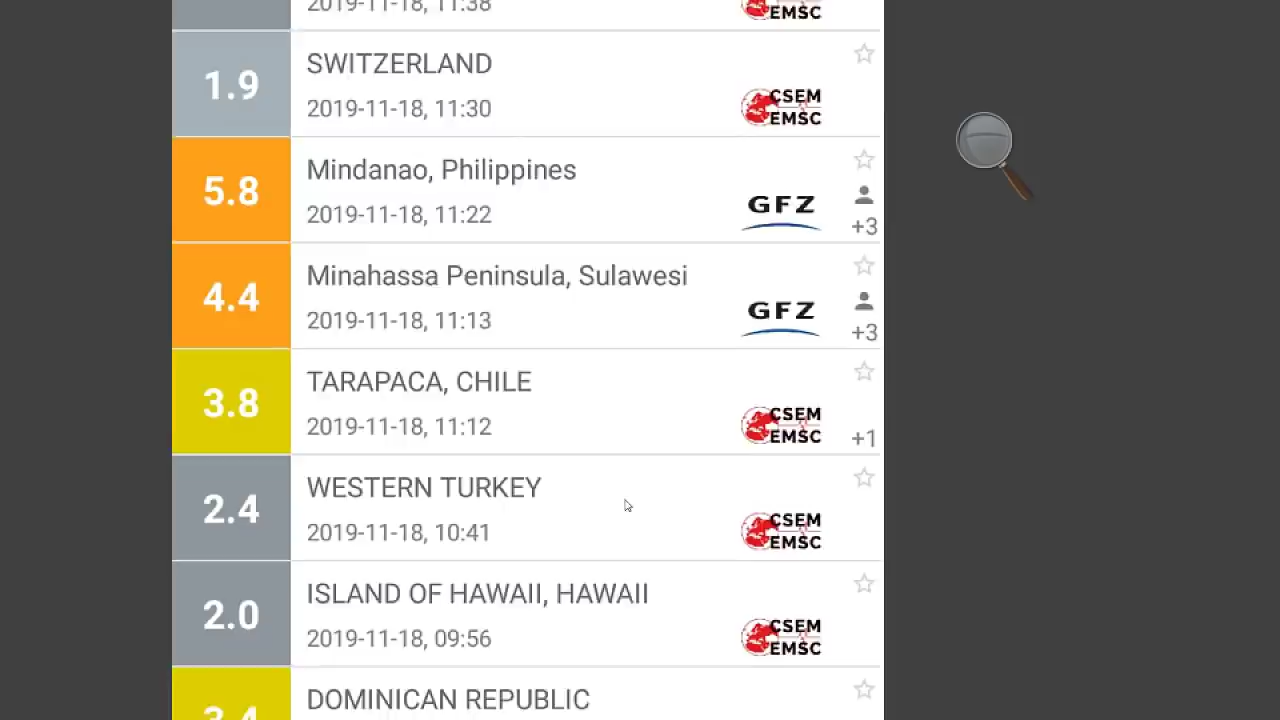 2019-11-18, 11:38
EMSC
SWITZERLAND
1.9
2019-11-18, 11:30
CSEM
EMSC
Mindanao, Philippines
5.8
2019-11-18, 11:22
GFZ
+3
Minahassa Peninsula, Sulawesi
4.4
2019-11-18, 11:13
GFZ
+3
TARAPACA, CHILE
3.8
2019-11-18, 11:12
CSEM
EMSC
+1
WESTERN TURKEY
2.4
2019-11-18, 10:41
CSEM
EMSC
ISLAND OF HAWAII, HAWAII
2.0
2019-11-18, 09:56
CSEM
EMSC
DOMINICAN REPUBLIC
3.4